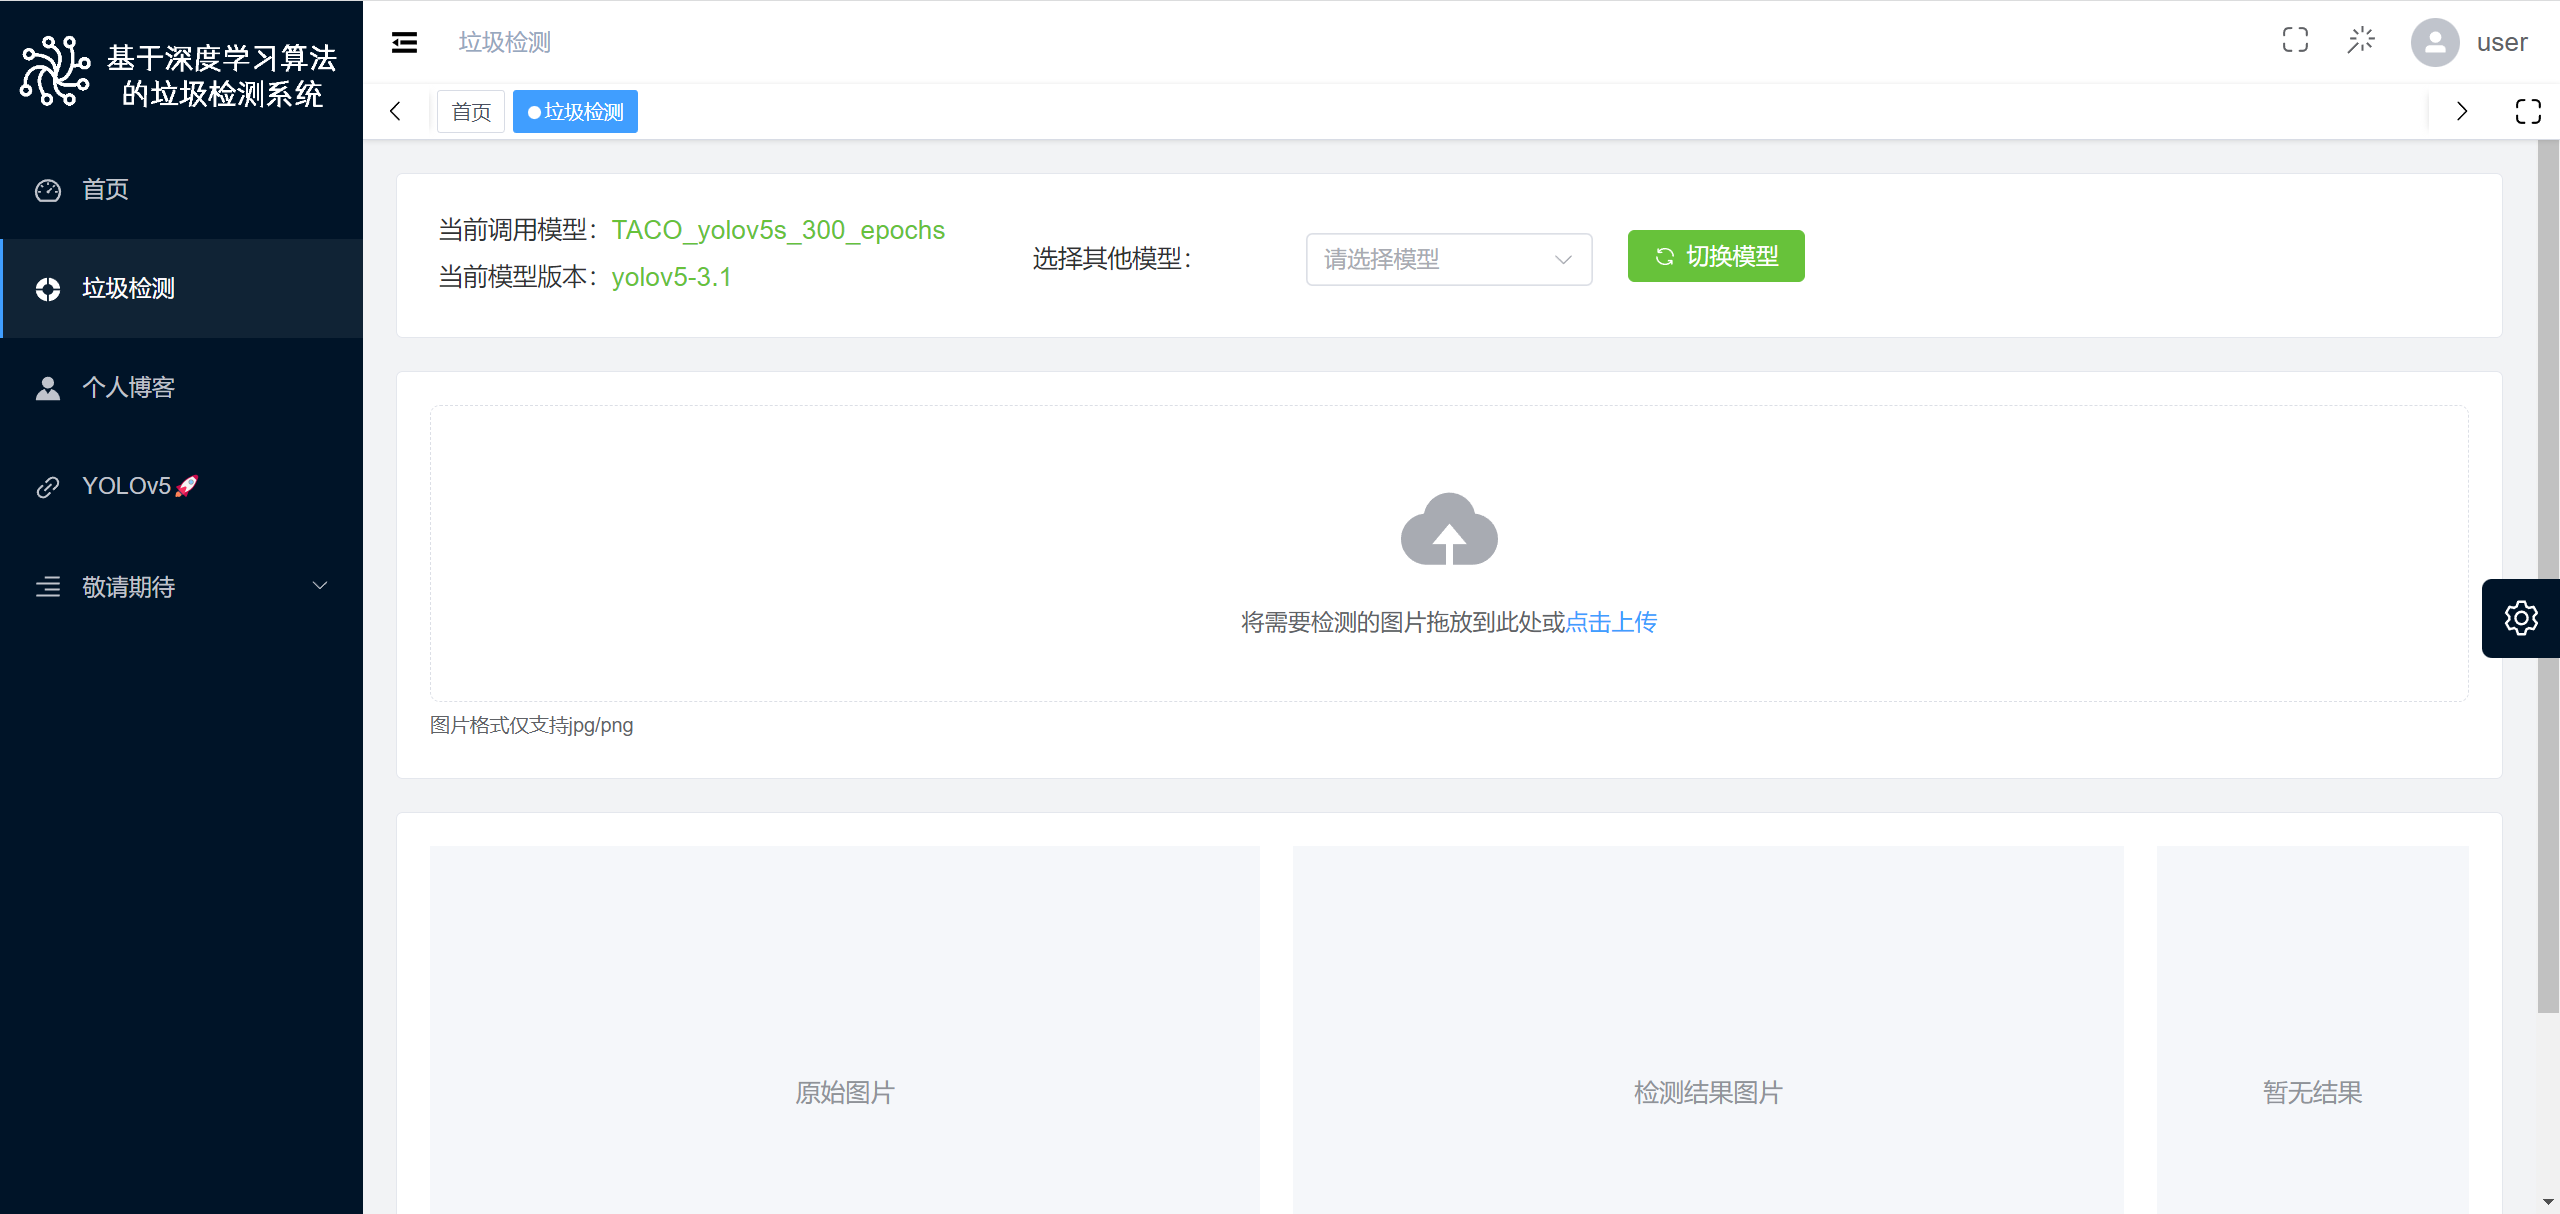 基于深度学习算法
的垃圾检测系统
首页
垃圾检测
个人博客
YOLOv5🚀
敬请期待
垃圾检测
user
首页
垃圾检测
当前调用模型：TACO_yolov5s_300_epochs
当前模型版本：yolov5-3.1
选择其他模型：
请选择模型
切换模型
将需要检测的图片拖放到此处或点击上传
图片格式仅支持jpg/png
原始图片
检测结果图片
暂无结果